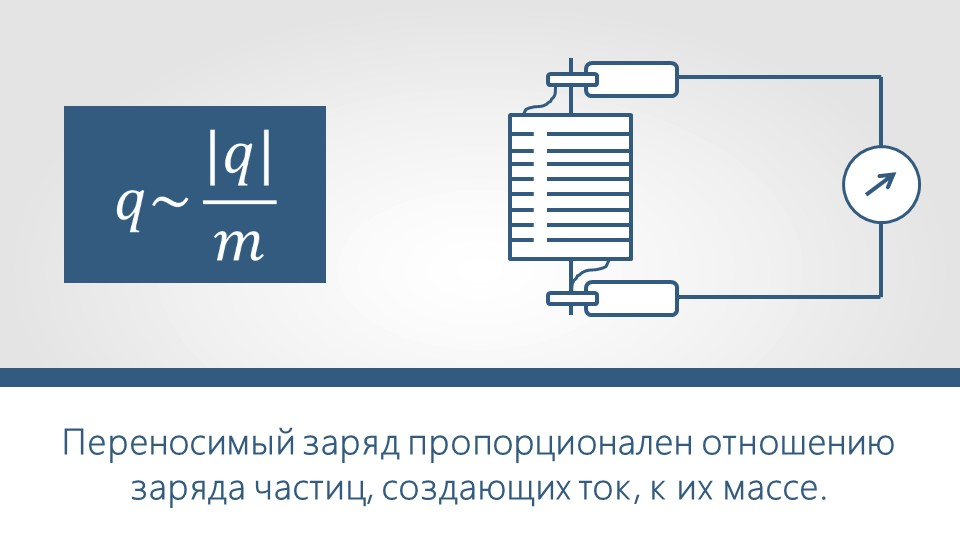 q~|q|/m
Переносимый заряд пропорционален отношению
заряда частиц, создающих ток, к их массе.